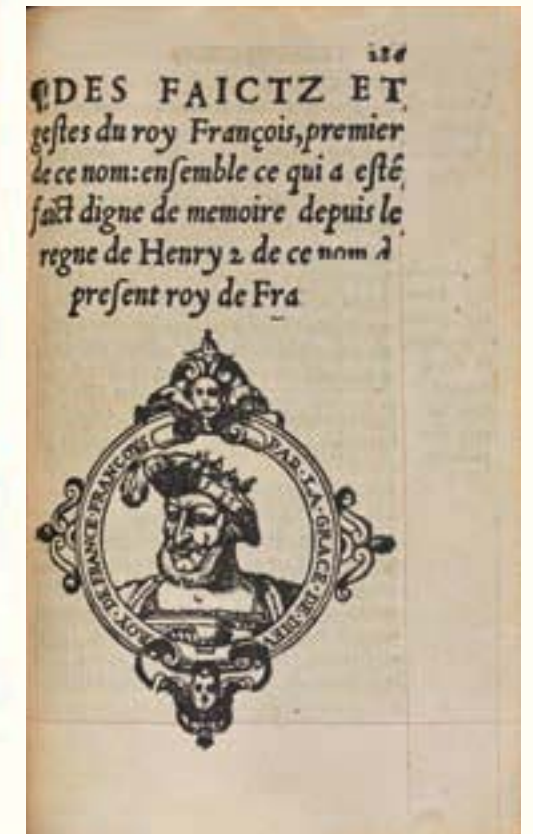 286
¶DES FAICTZ ET
geſtes du roy François, premier
de ce nom: enſemble ce qui a eſté
faict digne de memoire depuis le
regne de Henry 2 de ce nom à
preſent roy de Fra
FRANÇOIS PAR·LA·GRACE·DE·DIEV
ROY·DE·FRANCE